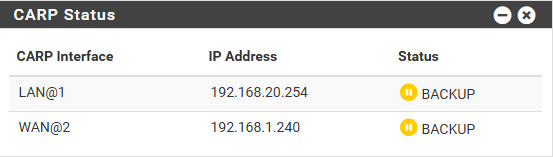 CARP Status
CARP Interface IP Address Status
LAN@1 192.168.20.254 BACKUP
WAN@2 192.168.1.240 BACKUP